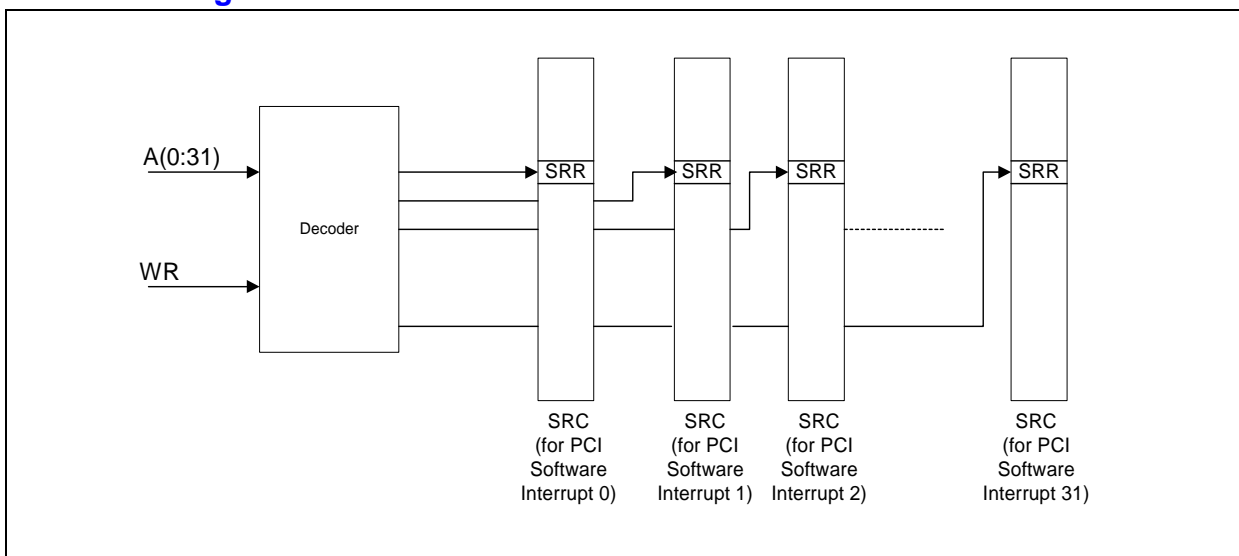 A(0:31)
WR
Decoder
SRR
SRR
SRR
SRR
SRC
(for PCI
Software
Interrupt 0)
SRC
(for PCI
Software
Interrupt 1)
SRC
(for PCI
Software
Interrupt 2)
SRC
(for PCI
Software
Interrupt 31)